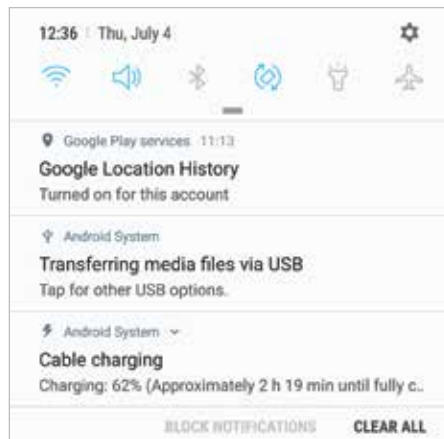 12:36 Thu, July 4
Google Play services 11:13
Google Location History
Turned on for this account
Android System
Transferring media files via USB
Tap for other USB options.
Android System
Cable charging
Charging: 62% (Approximately 2 h 19 min until fully c..
BLOCK NOTIFICATIONS CLEAR ALL